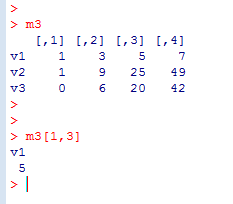 >
> m3
   [,1] [,2] [,3] [,4]
v1    1    3    5    7
v2    1    9   25   49
v3    0    6   20   42
>
>
> m3[1,3]
v1
 5
>